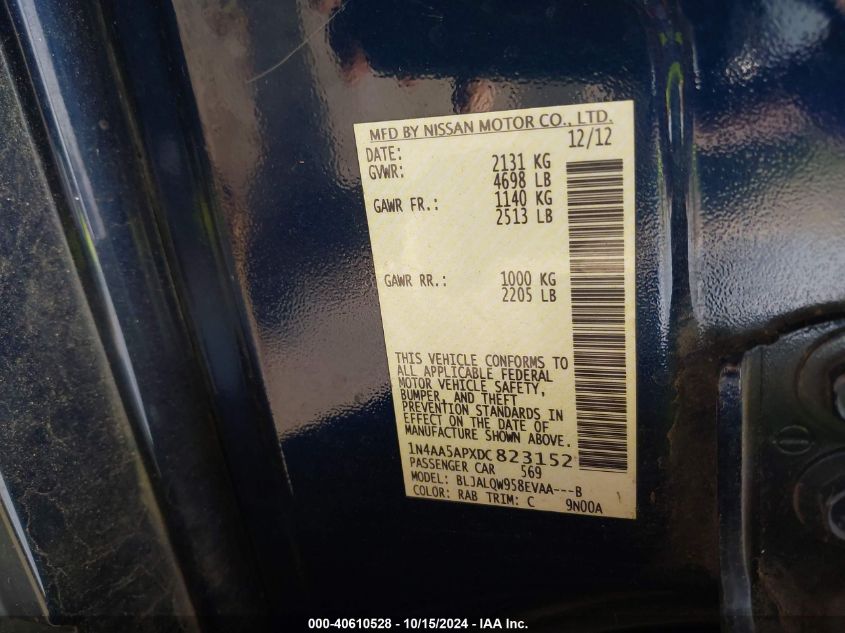 MFD BY NISSAN MOTOR CO., LTD.
DATE: 12/12
GVWR: 2131 KG
4698 LB
GAWR FR.: 1140 KG
2513 LB
GAWR RR.: 1000 KG
2205 LB
THIS VEHICLE CONFORMS TO
ALL APPLICABLE FEDERAL
MOTOR VEHICLE SAFETY,
BUMPER, AND THEFT
PREVENTION STANDARDS IN
EFFECT ON THE DATE OF
MANUFACTURE SHOWN ABOVE.
1N4AA5APXDC823152
PASSENGER CAR 569
MODEL: BLJALQW958EVAA---B
COLOR: RAB TRIM: C 9N00A
000-40610528 - 10/15/2024 - IAA Inc.